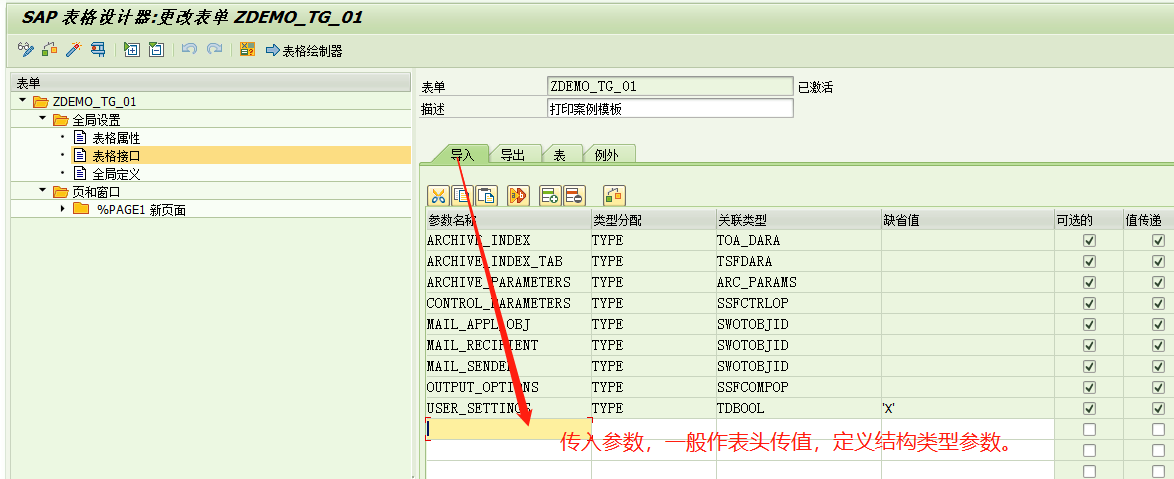 SAP 表格设计器:更改表单 ZDEMO_TG_01
表格绘制器
表单
ZDEMO_TG_01
全局设置
表格属性
表格接口
全局定义
页和窗口
%PAGE1 新页面
表单 ZDEMO_TG_01 已激活
描述 打印案例模板
导入 导出 表 例外
参数名称 类型分配 关联类型 缺省值 可选的 值传递
ARCHIVE_INDEX TYPE TOA_DARA
ARCHIVE_INDEX_TAB TYPE TSFDARA
ARCHIVE_PARAMETERS TYPE ARC_PARAMS
CONTROL_PARAMETERS TYPE SSFCTRLOP
MAIL_APPL_OBJ TYPE SWOTOBJID
MAIL_RECIPIENT TYPE SWOTOBJID
MAIL_SENDER TYPE SWOTOBJID
OUTPUT_OPTIONS TYPE SSFCOMPOP
USER_SETTINGS TYPE TDBOOL 'X'
传入参数，一般作表头传值，定义结构类型参数。